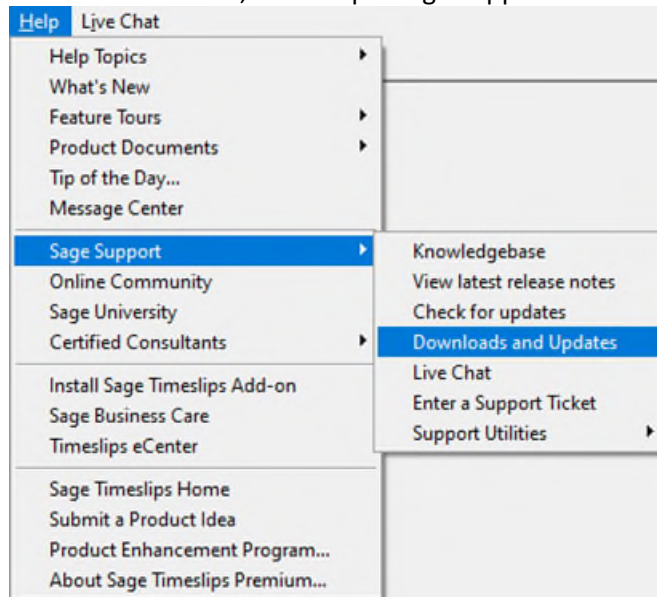 Help Live Chat
Help Topics
What's New
Feature Tours
Product Documents
Tip of the Day...
Message Center
Sage Support
Online Community
Sage University
Certified Consultants
Install Sage Timeslips Add-on
Sage Business Care
Timeslips eCenter
Sage Timeslips Home
Submit a Product Idea
Product Enhancement Program...
About Sage Timeslips Premium...
Knowledgebase
View latest release notes
Check for updates
Downloads and Updates
Live Chat
Enter a Support Ticket
Support Utilities